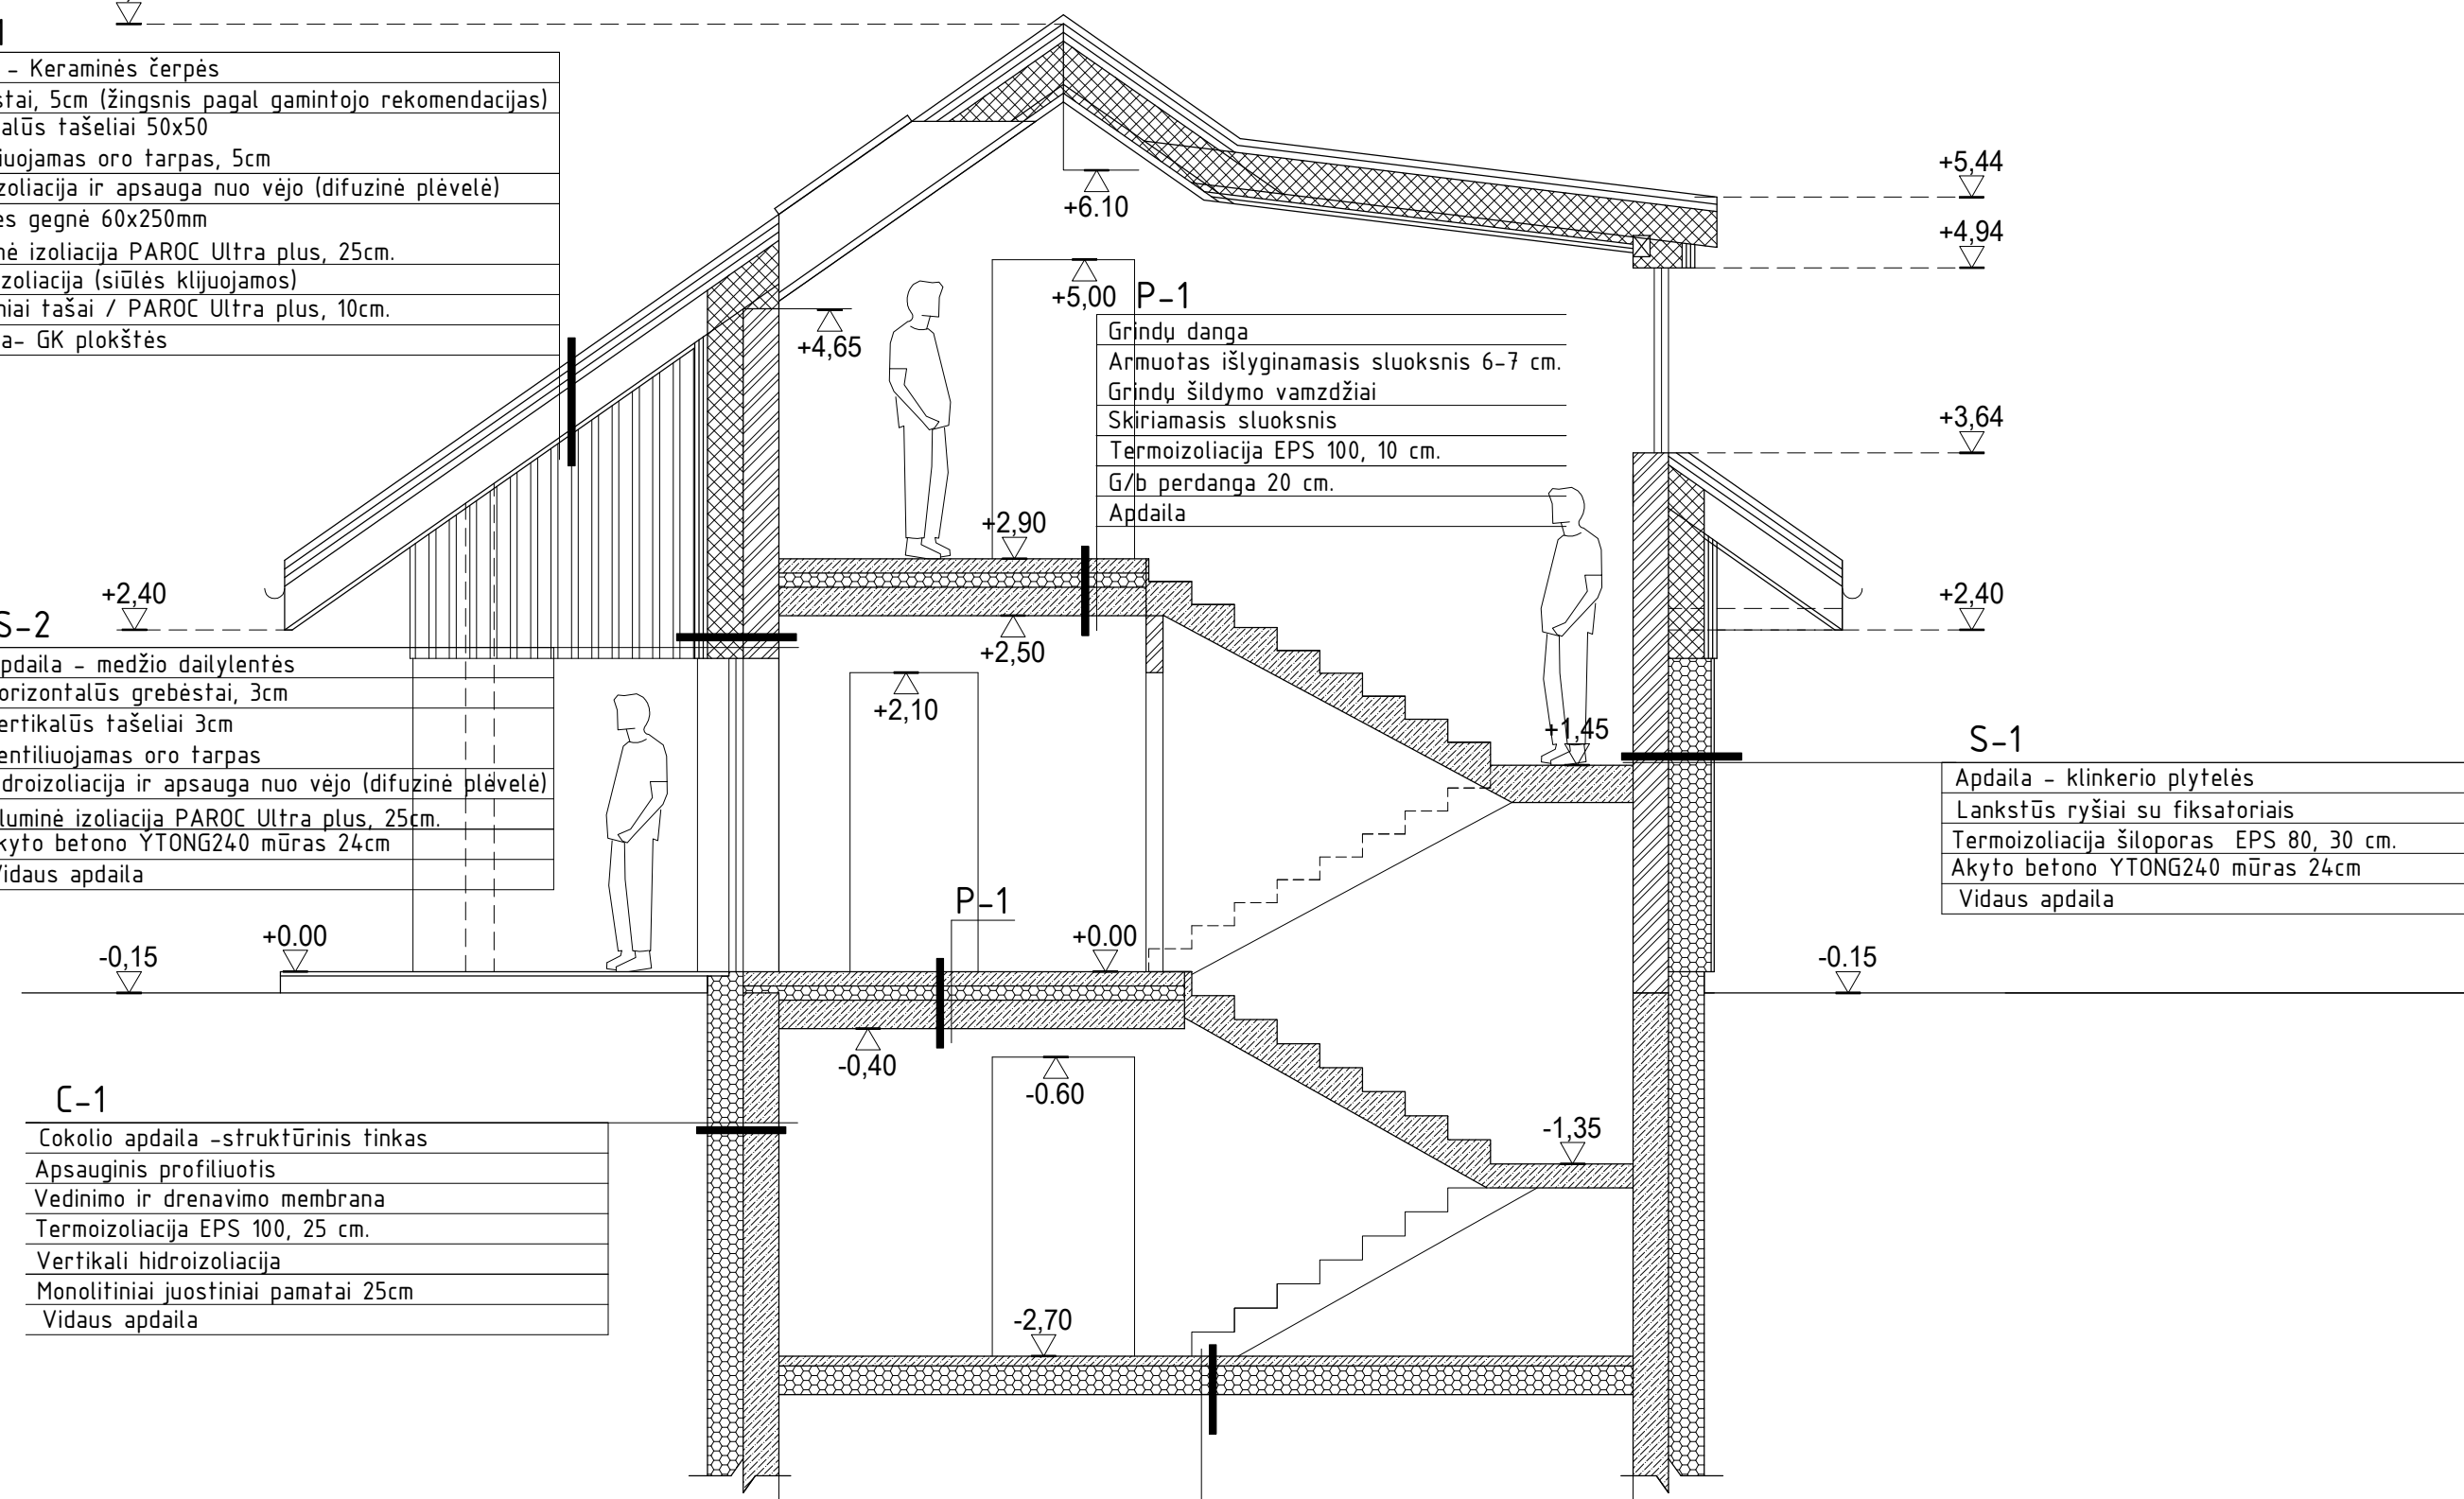 - Keraminės čerpės
5cm (žingsnis pagal gamintojo rekomendacijas)
tašeliai 50x50
oro tarpas, 5cm
ir apsauga nuo vėjo (difuzinė plėvelė)
gegnė 60x250mm
izoliacija PAROC Ultra plus, 25cm.
(siūlės klijuojamos)
tašai / PAROC Ultra plus, 10cm.
- GK plokštės
+6.10
+5,44
+4,94
+5,00
+4,65
P-1
Grindų danga
Armuotas išlyginamasis sluoksnis 6-7 cm.
Grindų šildymo vamzdžiai
Skiriamasis sluoksnis
Termoizoliacija EPS 100, 10 cm.
G/b perdanga 20 cm.
Apdaila
+3,64
+2,90
+2,50
+2,40
+2,40
+2,10
+1,45
S-2
pdaila - medžio dailylentės
orizontalūs grebėstai, 3cm
ertikalūs tašeliai 3cm
entiliuojamas oro tarpas
droizoliacija ir apsauga nuo vėjo (difuzinė plėvelė)
luminė izoliacija PAROC Ultra plus, 25cm.
kyto betono YTONG240 mūras 24cm
Vidaus apdaila
S-1
Apdaila - klinkerio plytelės
Lankstūs ryšiai su fiksatoriais
Termoizoliacija šiloporas EPS 80, 30 cm.
Akyto betono YTONG240 mūras 24cm
Vidaus apdaila
P-1
-0,15
+0.00
+0.00
-0.15
-0,40
-0.60
-1,35
-2,70
C-1
Cokolio apdaila -struktūrinis tinkas
Apsauginis profiliuotis
Vedinimo ir drenavimo membrana
Termoizoliacija EPS 100, 25 cm.
Vertikali hidroizoliacija
Monolitiniai juostiniai pamatai 25cm
Vidaus apdaila